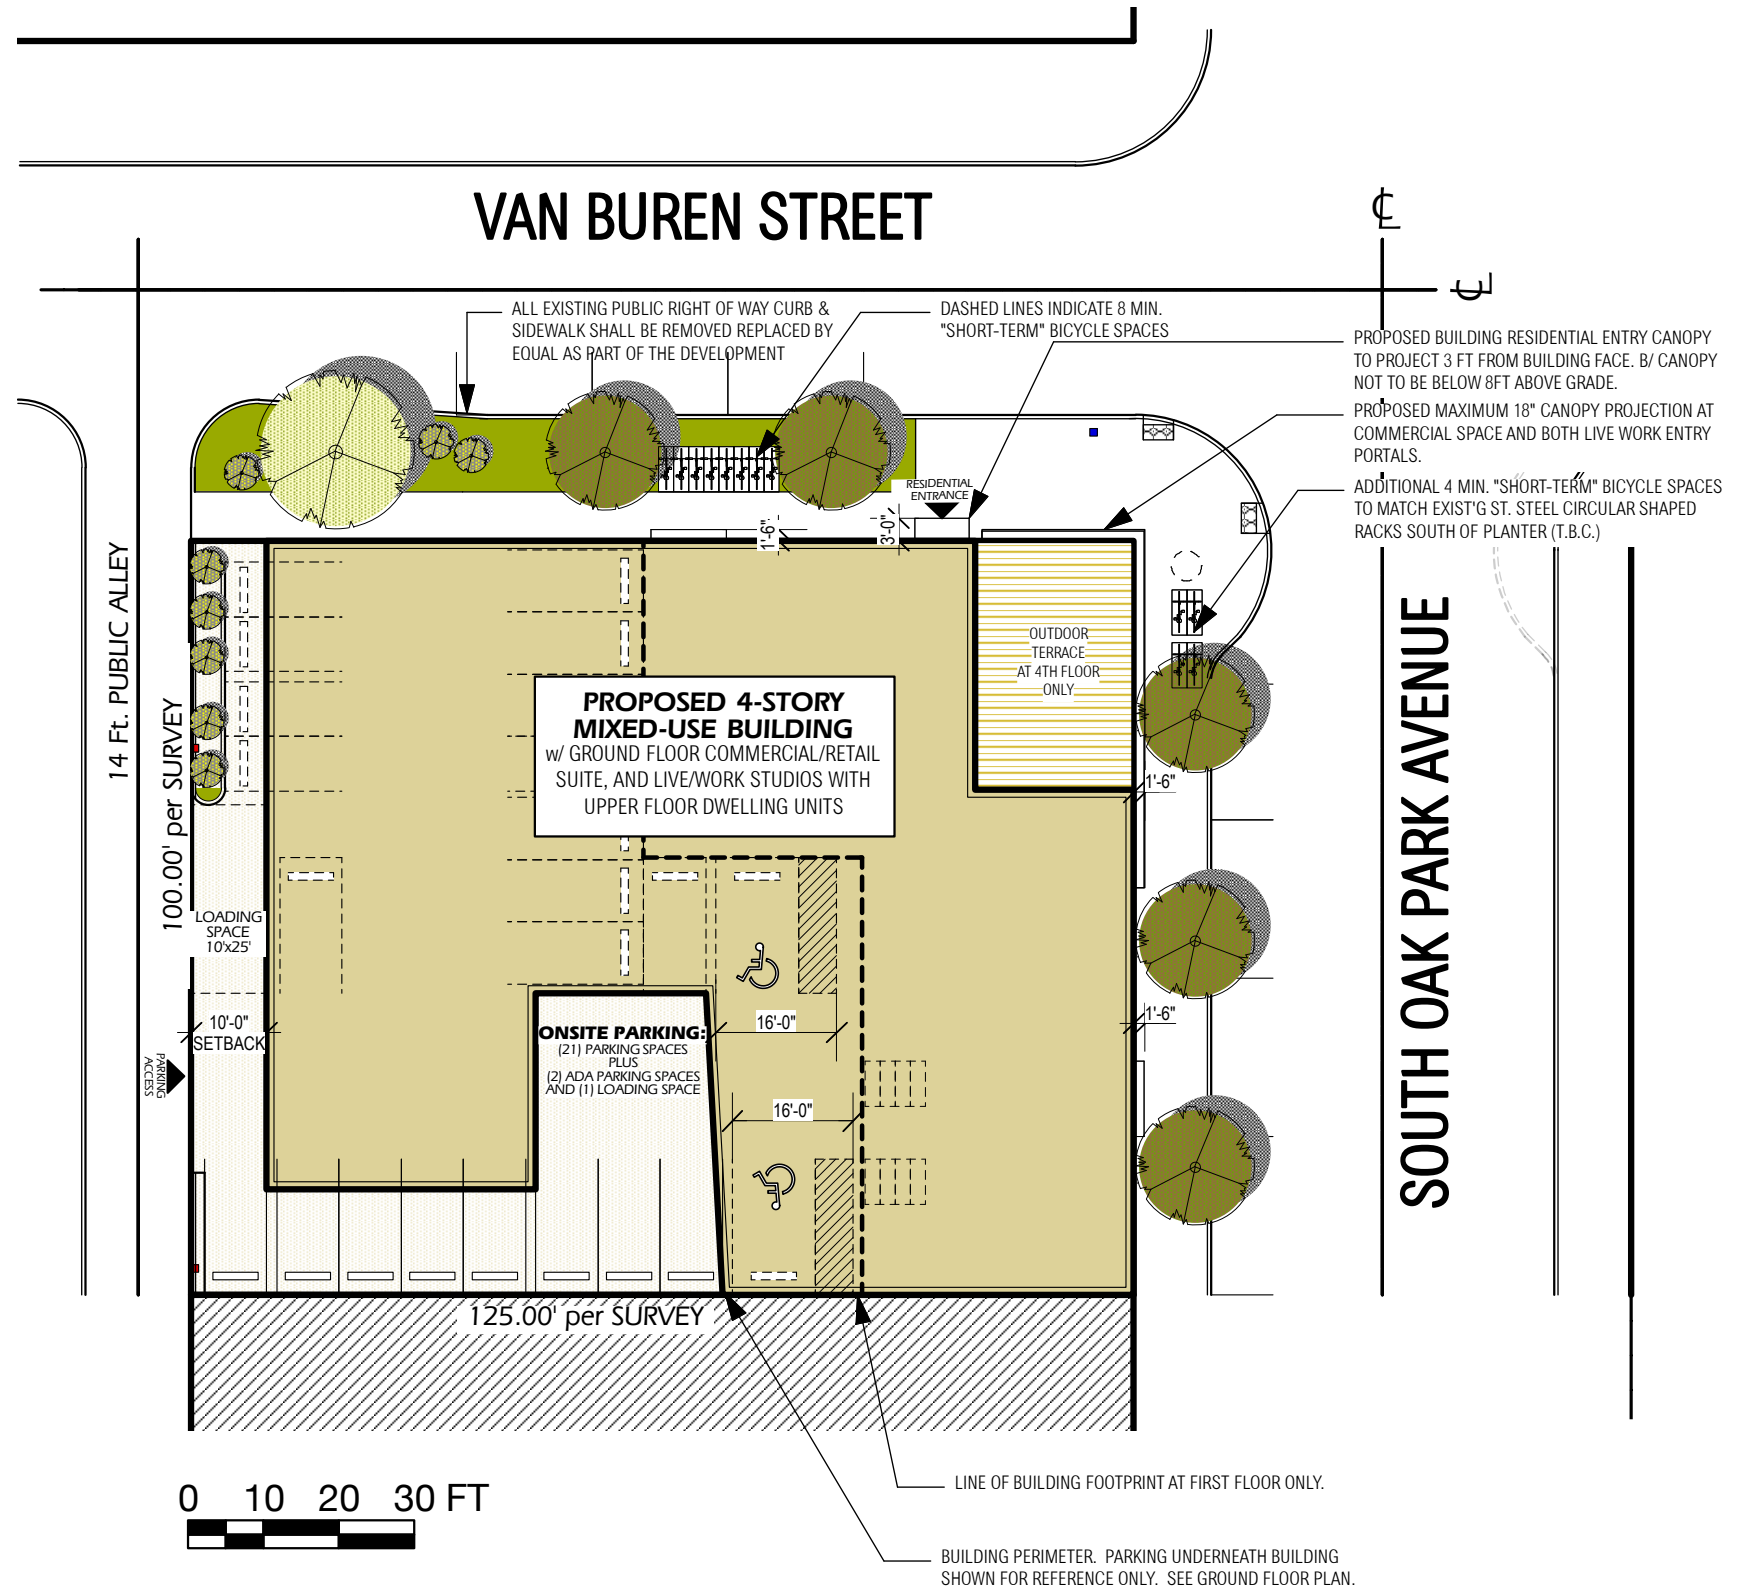 VAN BUREN STREET
℄
℄
ALL EXISTING PUBLIC RIGHT OF WAY CURB &
SIDEWALK SHALL BE REMOVED REPLACED BY
EQUAL AS PART OF THE DEVELOPMENT
DASHED LINES INDICATE 8 MIN.
"SHORT-TERM" BICYCLE SPACES
PROPOSED BUILDING RESIDENTIAL ENTRY CANOPY
TO PROJECT 3 FT FROM BUILDING FACE. B/ CANOPY
NOT TO BE BELOW 8FT ABOVE GRADE.
PROPOSED MAXIMUM 18" CANOPY PROJECTION AT
COMMERCIAL SPACE AND BOTH LIVE WORK ENTRY
PORTALS.
ADDITIONAL 4 MIN. "SHORT-TERM" BICYCLE SPACES
TO MATCH EXIST'G ST. STEEL CIRCULAR SHAPED
RACKS SOUTH OF PLANTER (T.B.C.)
RESIDENTIAL
ENTRANCE
1'-6"
3'-0"
14 Ft. PUBLIC ALLEY
100.00' per SURVEY
OUTDOOR
TERRACE
AT 4TH FLOOR
ONLY
PROPOSED 4-STORY
MIXED-USE BUILDING
w/ GROUND FLOOR COMMERCIAL/RETAIL
SUITE, AND LIVE/WORK STUDIOS WITH
UPPER FLOOR DWELLING UNITS
1'-6"
SOUTH OAK PARK AVENUE
LOADING
SPACE
10'x25'
10'-0"
SETBACK
PARKING
ACCESS
ONSITE PARKING:
(21) PARKING SPACES
PLUS
(2) ADA PARKING SPACES
AND (1) LOADING SPACE
16'-0"
1'-6"
16'-0"
125.00' per SURVEY
LINE OF BUILDING FOOTPRINT AT FIRST FLOOR ONLY.
0 10 20 30 FT
BUILDING PERIMETER. PARKING UNDERNEATH BUILDING
SHOWN FOR REFERENCE ONLY. SEE GROUND FLOOR PLAN.